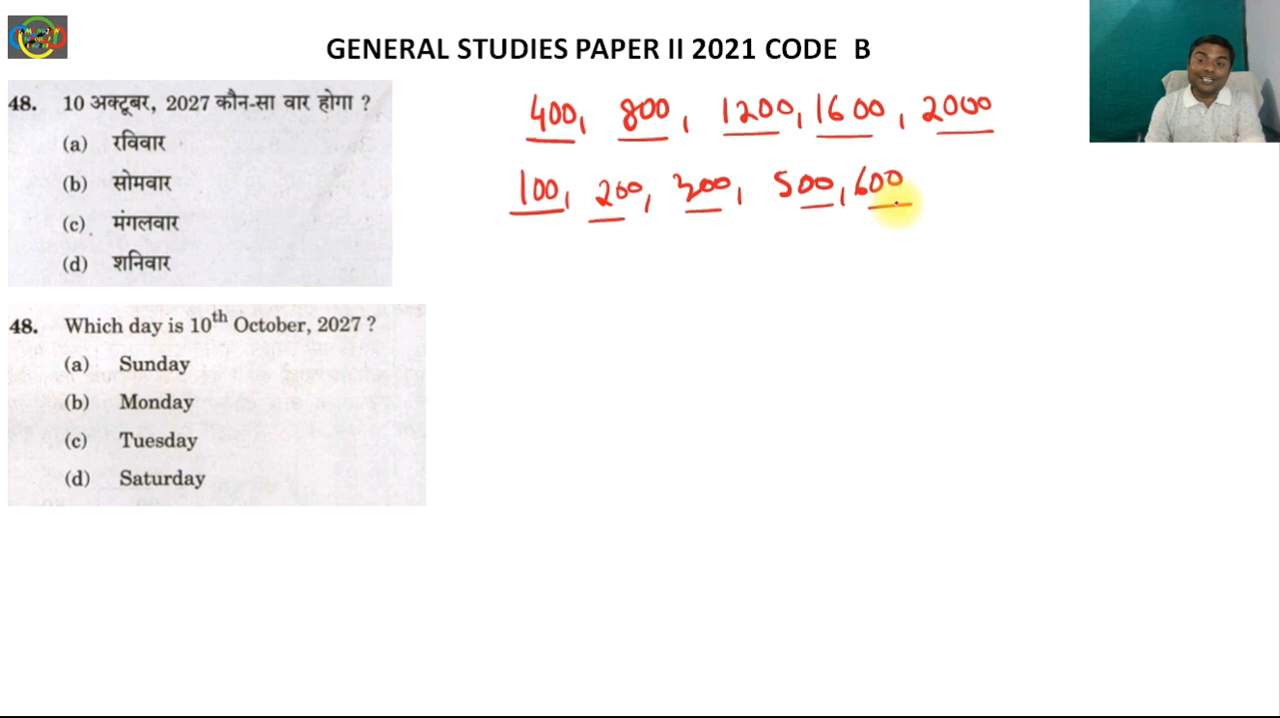 GENERAL STUDIES PAPER II 2021 CODE B
48. 10 अक्टूबर, 2027 कौन-सा वार होगा ?
(a) रविवार
(b) सोमवार
(c) मंगलवार
(d) शनिवार
48. Which day is 10th October, 2027 ?
(a) Sunday
(b) Monday
(c) Tuesday
(d) Saturday
400, 800, 1200, 1600, 2000
100, 200, 300, 500, 600